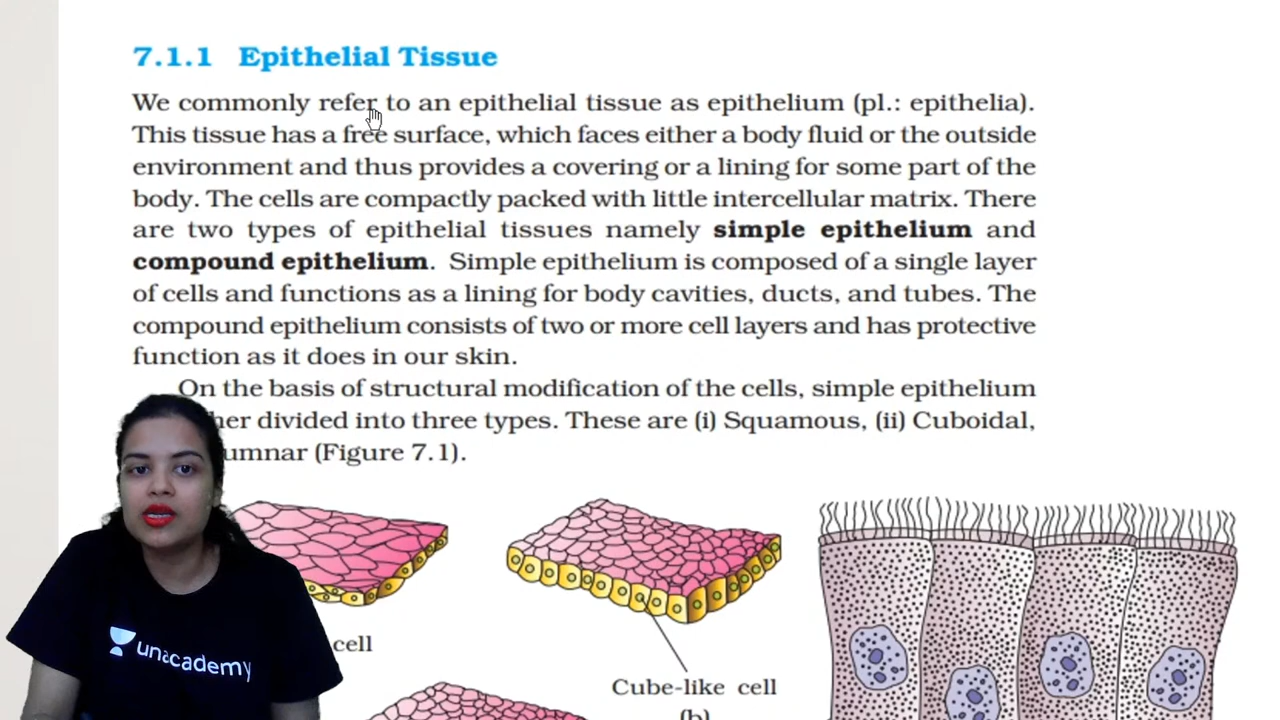 7.1.1 Epithelial Tissue
We commonly refer to an epithelial tissue as epithelium (pl.: epithelia).
This tissue has a free surface, which faces either a body fluid or the outside
environment and thus provides a covering or a lining for some part of the
body. The cells are compactly packed with little intercellular matrix. There
are two types of epithelial tissues namely simple epithelium and
compound epithelium. Simple epithelium is composed of a single layer
of cells and functions as a lining for body cavities, ducts, and tubes. The
compound epithelium consists of two or more cell layers and has protective
function as it does in our skin.
On the basis of structural modification of the cells, simple epithelium
divided into three types. These are (i) Squamous, (ii) Cuboidal,
(Figure 7.1).
cell
Cube-like cell
(b)
unacademy